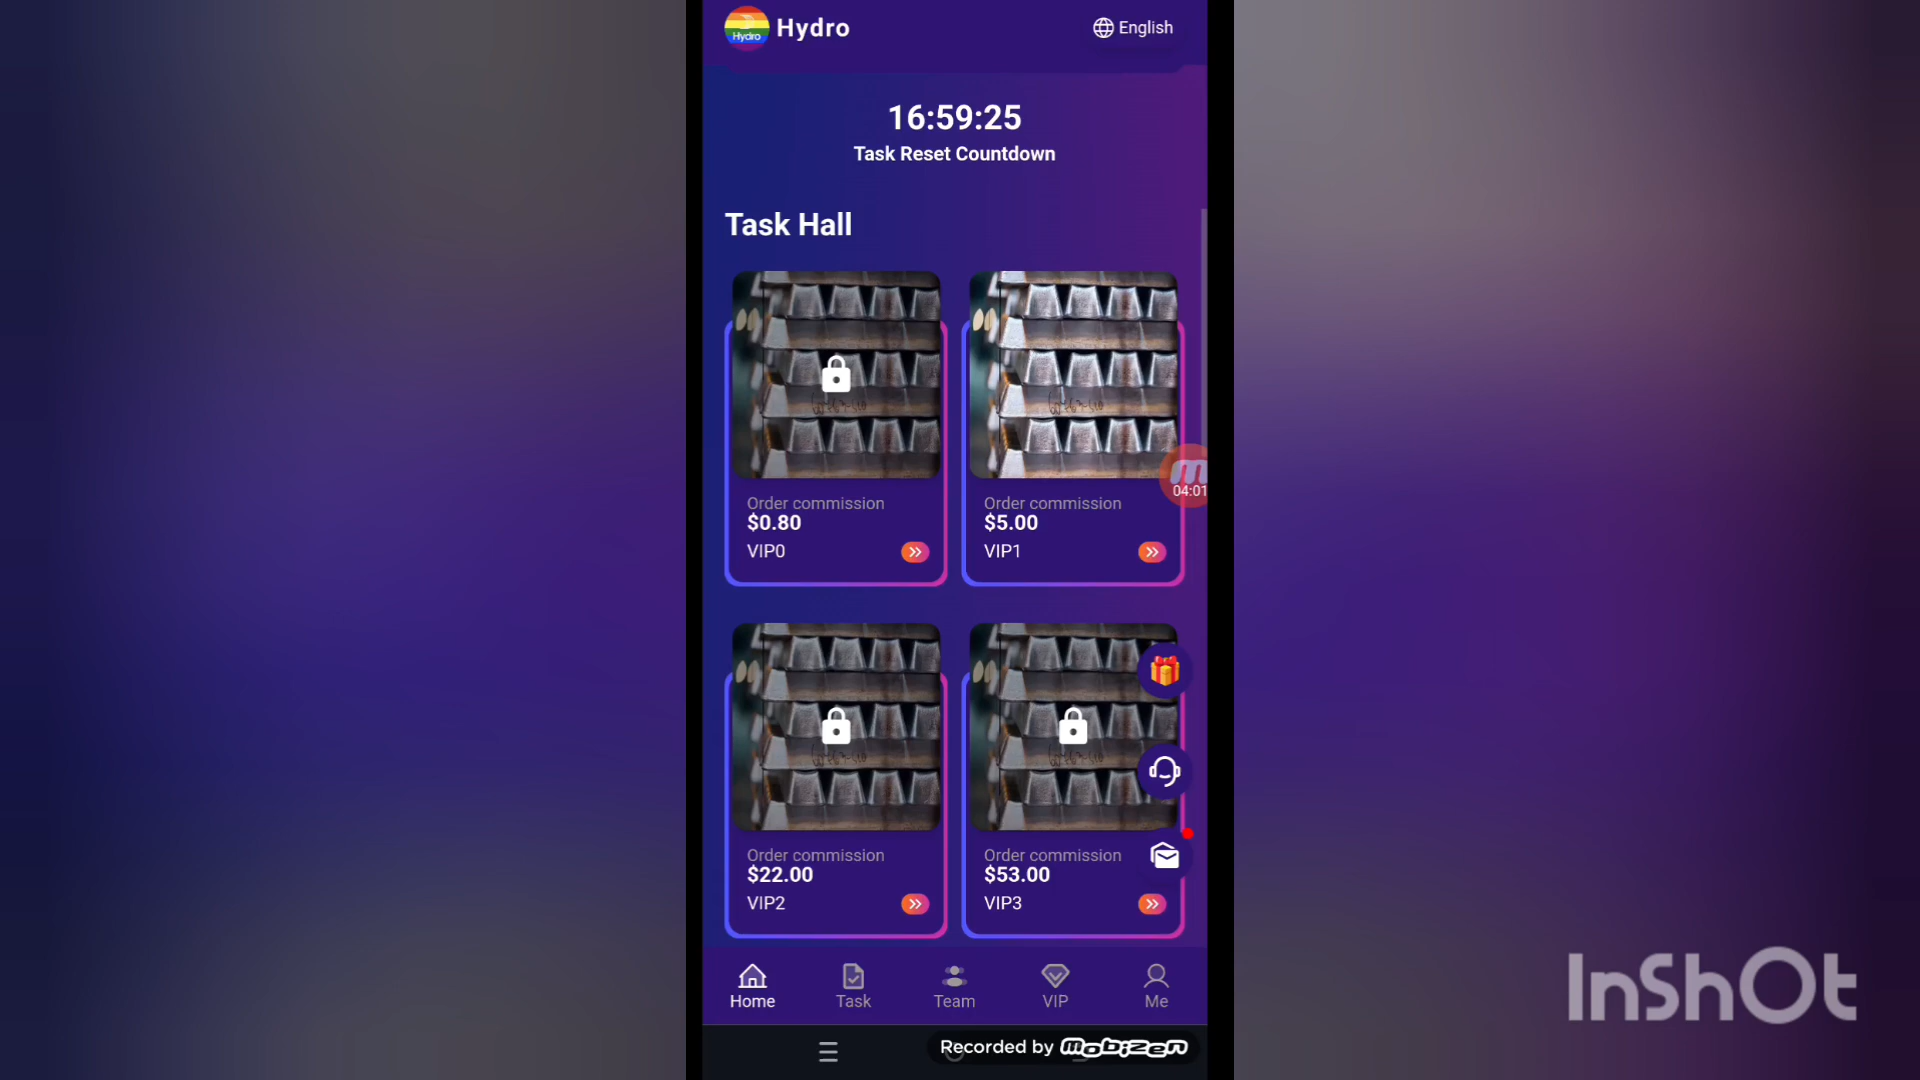 Hydro
Hydro
English
16:59:25
Task Reset Countdown
Task Hall
Order commission
$0.80
VIP0
Order commission
$5.00
VIP1
04:01
Order commission
$22.00
VIP2
Order commission
$53.00
VIP3
Home
Task
Team
VIP
Me
Recorded by mobizen
InShOt